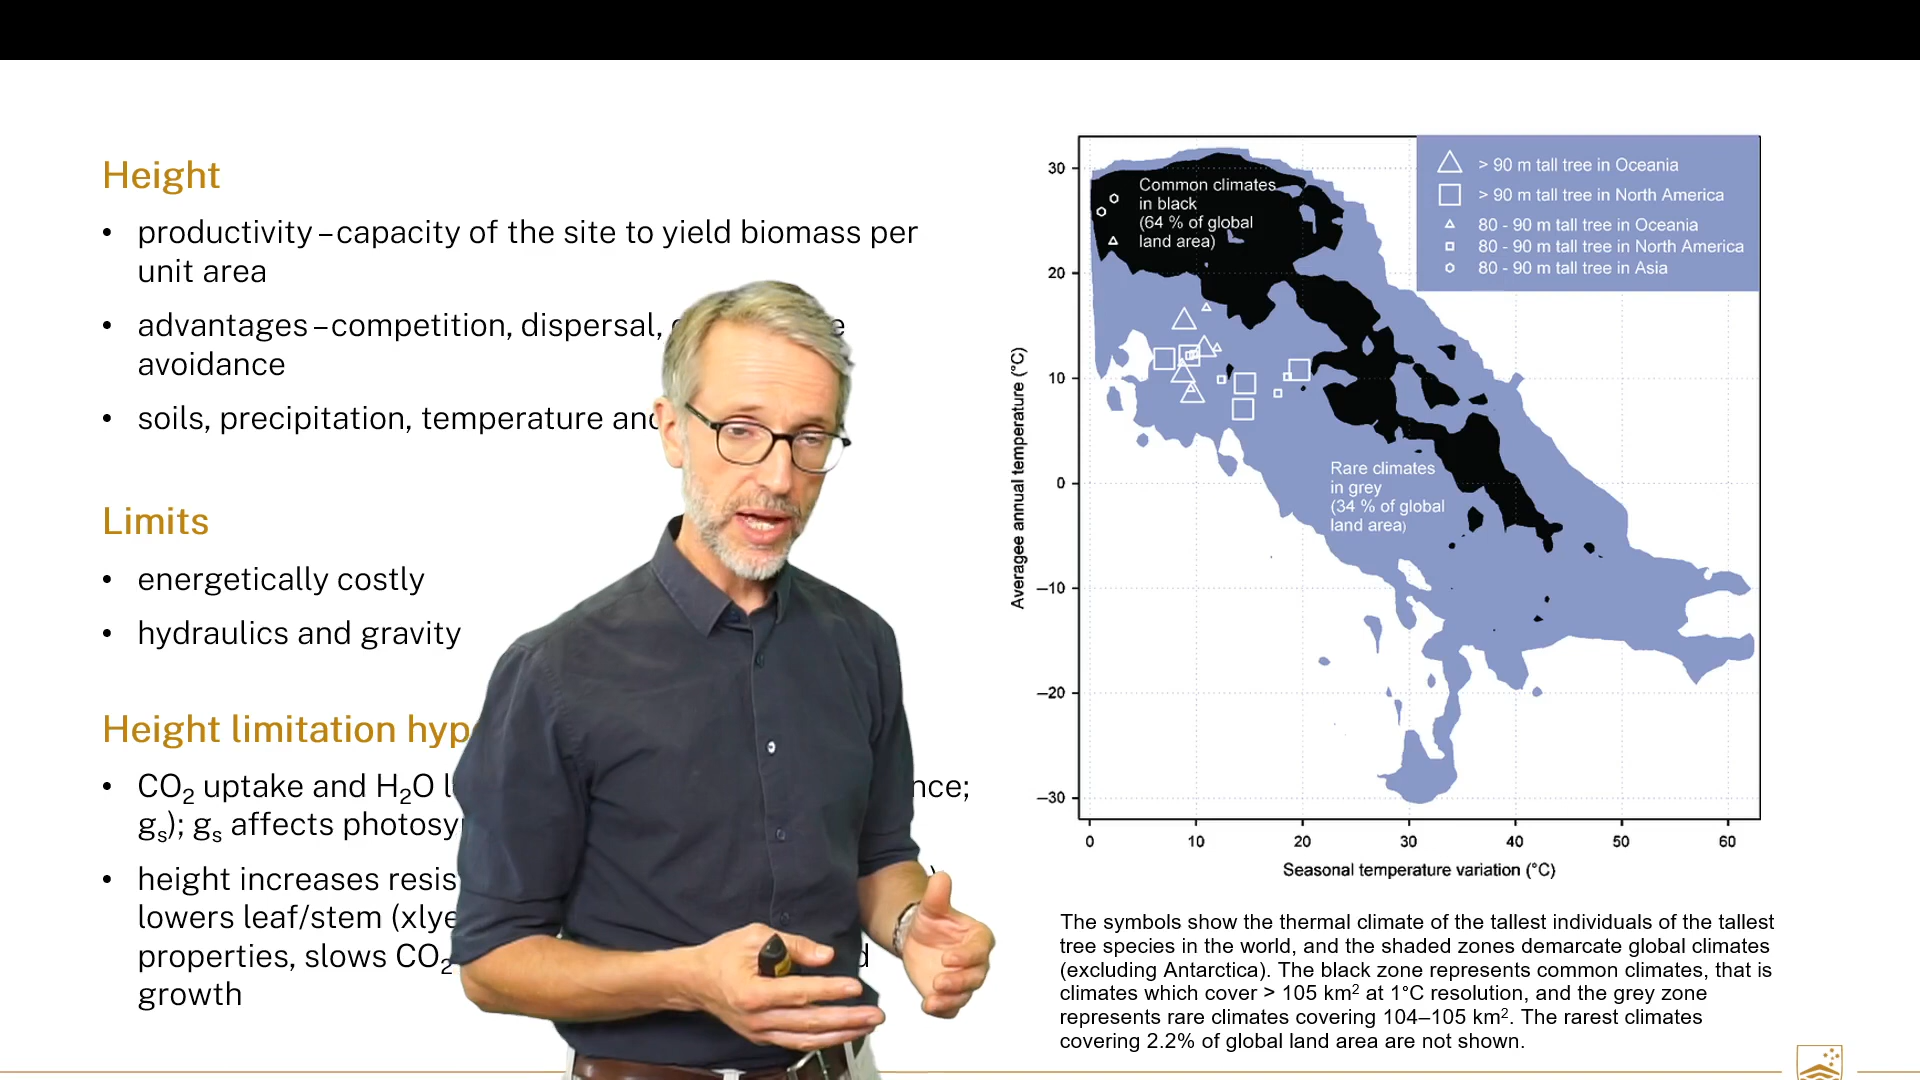 Height
• productivity – capacity of the site to yield biomass per
unit area
• advantages – competition, dispersal,
avoidance
• soils, precipitation, temperature
Limits
• energetically costly
• hydraulics and gravity
Height limitation
• CO₂ uptake and H₂O
gₛ); gₛ affects
• height increases
lowers leaf/stem
properties, slows CO₂
growth
Common climates
in black
(64 % of global
land area)
> 90 m tall tree in Oceania
> 90 m tall tree in North America
80 - 90 m tall tree in Oceania
80 - 90 m tall tree in North America
80 - 90 m tall tree in Asia
Rare climates
in grey
(34 % of global
land area)
Averagee annual temperature (°C)
30
20
10
0
–10
–20
–30
0 10 20 30 40 50 60
Seasonal temperature variation (°C)
The symbols show the thermal climate of the tallest individuals of the tallest
tree species in the world, and the shaded zones demarcate global climates
(excluding Antarctica). The black zone represents common climates, that is
climates which cover > 105 km² at 1°C resolution, and the grey zone
represents rare climates covering 104–105 km². The rarest climates
covering 2.2% of global land area are not shown.